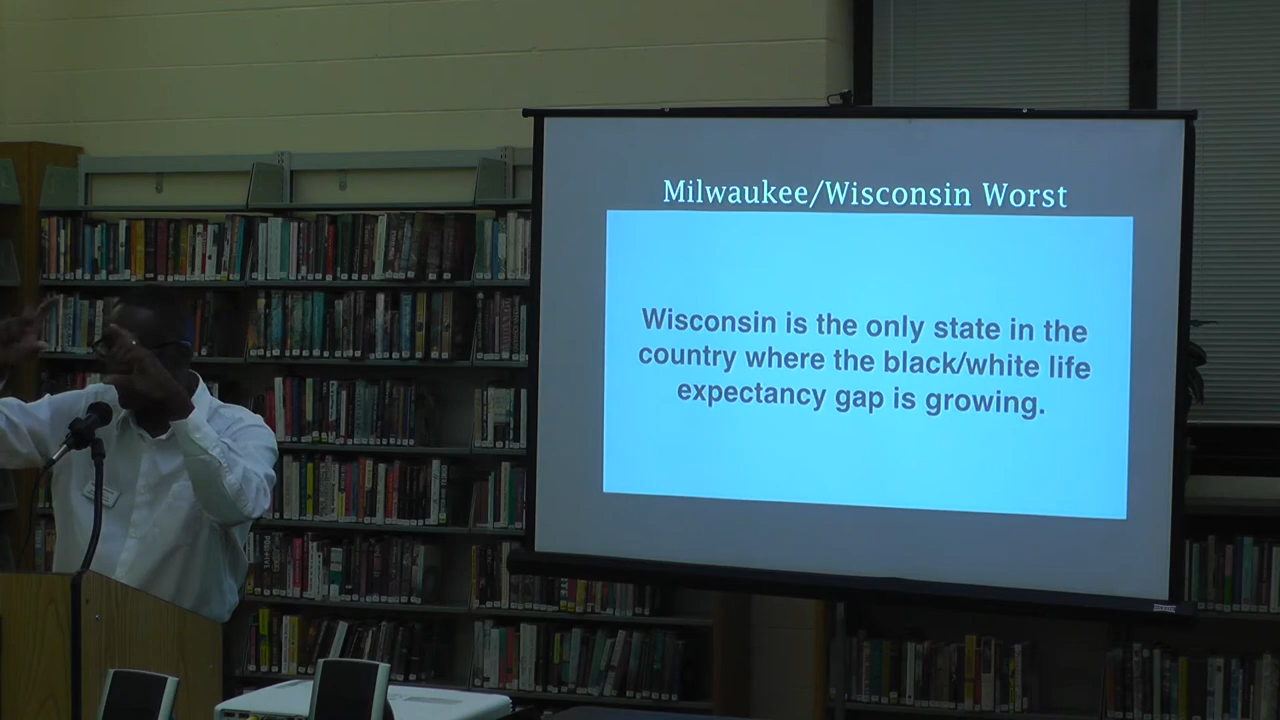 Milwaukee/Wisconsin Worst
Wisconsin is the only state in the
country where the black/white life
expectancy gap is growing.